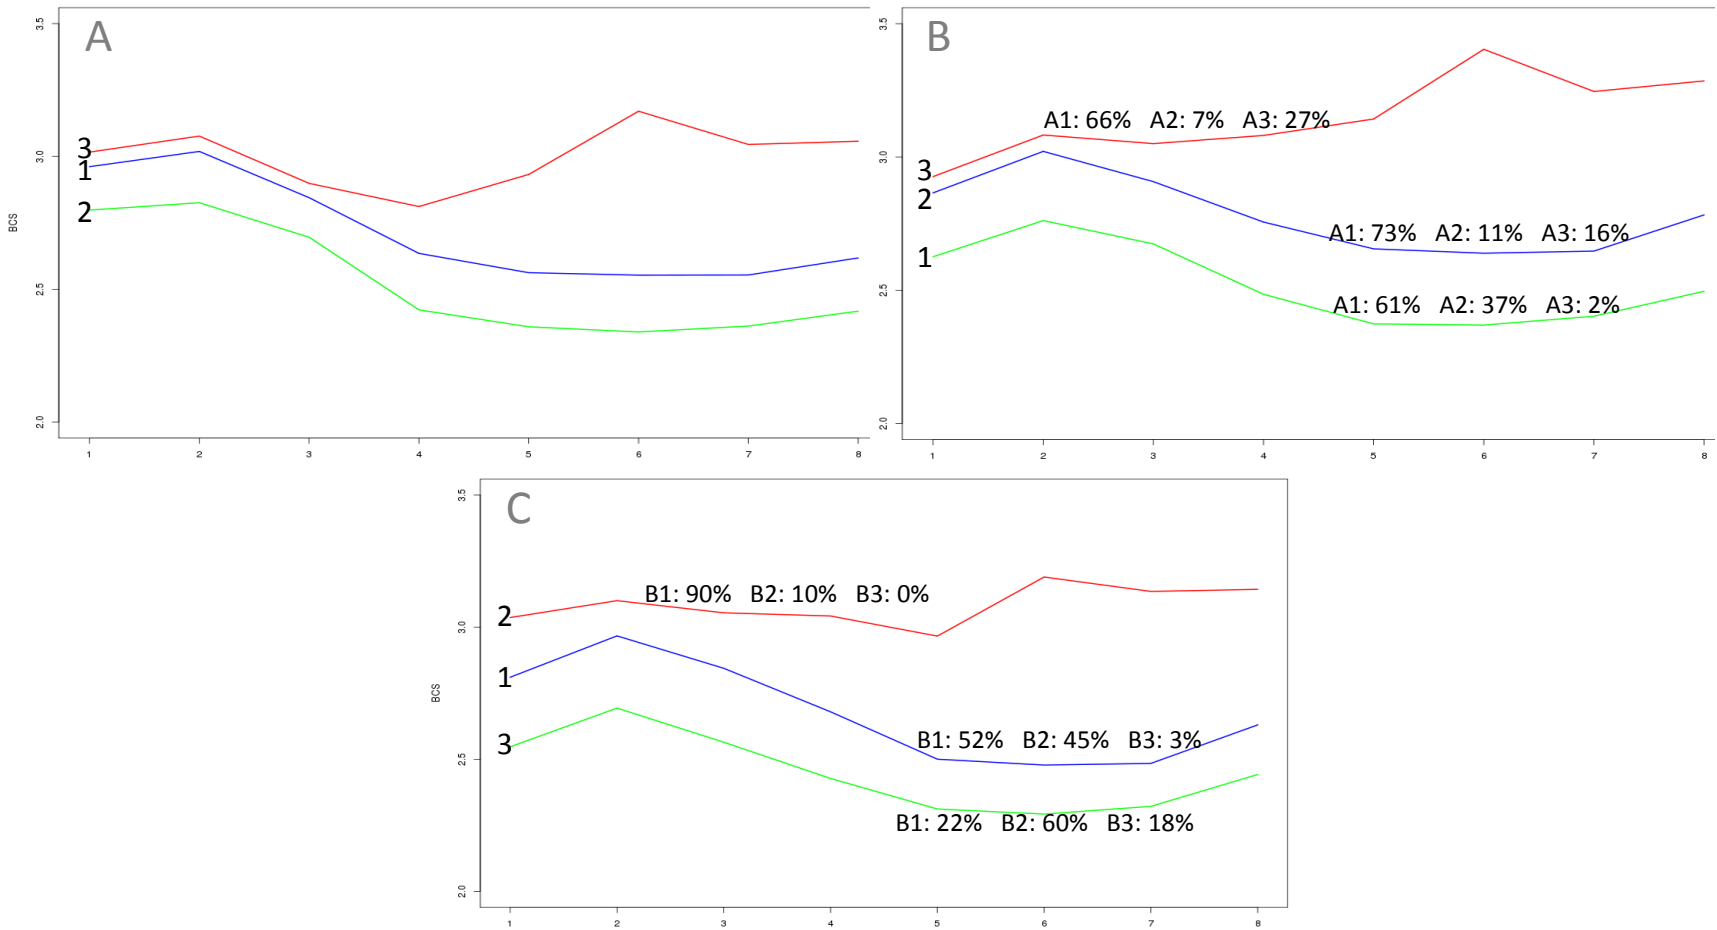 A
3.5
3.0
2.5
2.0
BCS
3
1
2
1 2 3 4 5 6 7 8
B
3.5
3.0
2.5
2.0
3
2
1
A1: 66% A2: 7% A3: 27%
A1: 73% A2: 11% A3: 16%
A1: 61% A2: 37% A3: 2%
1 2 3 4 5 6 7 8
C
3.5
3.0
2.5
2.0
BCS
2
1
3
B1: 90% B2: 10% B3: 0%
B1: 52% B2: 45% B3: 3%
B1: 22% B2: 60% B3: 18%
1 2 3 4 5 6 7 8